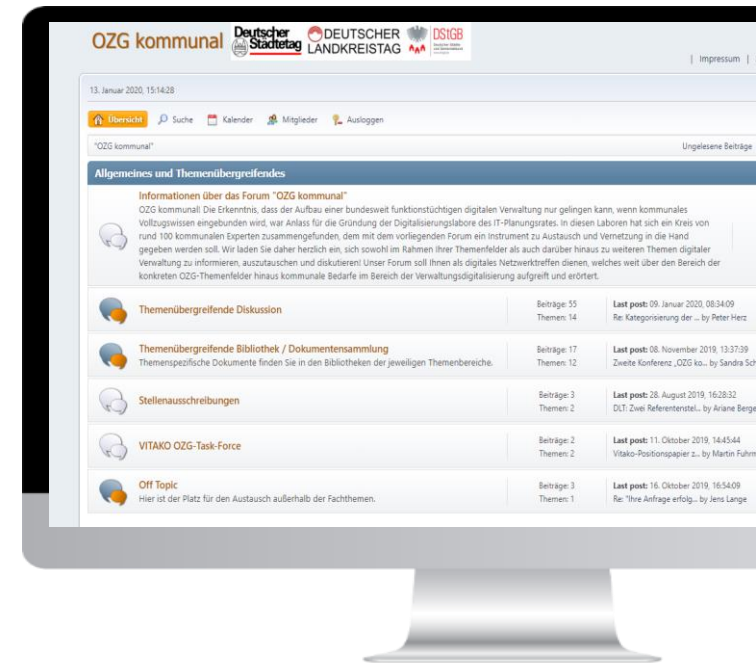 OZG kommunal
Deutscher
Städtetag
DEUTSCHER
LANDKREISTAG
DStGB
| Impressum |
13. Januar 2020, 15:14:28
Übersicht Suche Kalender Mitglieder Ausloggen
"OZG kommunal" Ungelesene Beiträge
Allgemeines und Themenübergreifendes
Informationen über das Forum "OZG kommunal"
OZG kommunal! Die Erkenntnis, dass der Aufbau einer bundesweit funktionstüchtigen digitalen Verwaltung nur gelingen kann, wenn kommunales
Vollzugswissen eingebunden wird, war Anlass für die Gründung der Digitalisierungslabore des IT-Planungsrates. In diesen Laboren hat sich ein Kreis von
rund 100 kommunalen Experten zusammengefunden, dem mit dem vorliegenden Forum ein Instrument zu Austausch und Vernetzung in die Hand
gegeben werden soll. Wir laden Sie daher herzlich ein, sich sowohl im Rahmen Ihrer Themenfelder als auch darüber hinaus zu weiteren Themen digitaler
Verwaltung zu informieren, auszutauschen und diskutieren! Unser Forum soll Ihnen als digitales Netzwerktreffen dienen, welches weit über den Bereich der
konkreten OZG-Themenfelder hinaus kommunale Bedarfe im Bereich der Verwaltungsdigitalisierung aufgreift und erörtert.
Themenübergreifende Diskussion
Beiträge: 55
Themen: 14
Last post: 09. Januar 2020, 08:34:09
Re: Kategorisierung der ... by Peter Herz
Themenübergreifende Bibliothek / Dokumentensammlung
Themenspezifische Dokumente finden Sie in den Bibliotheken der jeweiligen Themenbereiche.
Beiträge: 17
Themen: 12
Last post: 08. November 2019, 13:37:39
Zweite Konferenz „OZG ko... by Sandra Sch
Stellenausschreibungen
Beiträge: 3
Themen: 2
Last post: 28. August 2019, 16:28:32
DLT: Zwei Referentenstel... by Ariane Berge
VITAKO OZG-Task-Force
Beiträge: 2
Themen: 2
Last post: 11. Oktober 2019, 14:45:44
Vitako-Positionspapier z... by Martin Fuhrm
Off Topic
Hier ist der Platz für den Austausch außerhalb der Fachthemen.
Beiträge: 3
Themen: 1
Last post: 16. Oktober 2019, 16:54:09
Re: "Ihre Anfrage erfolg... by Jens Lange